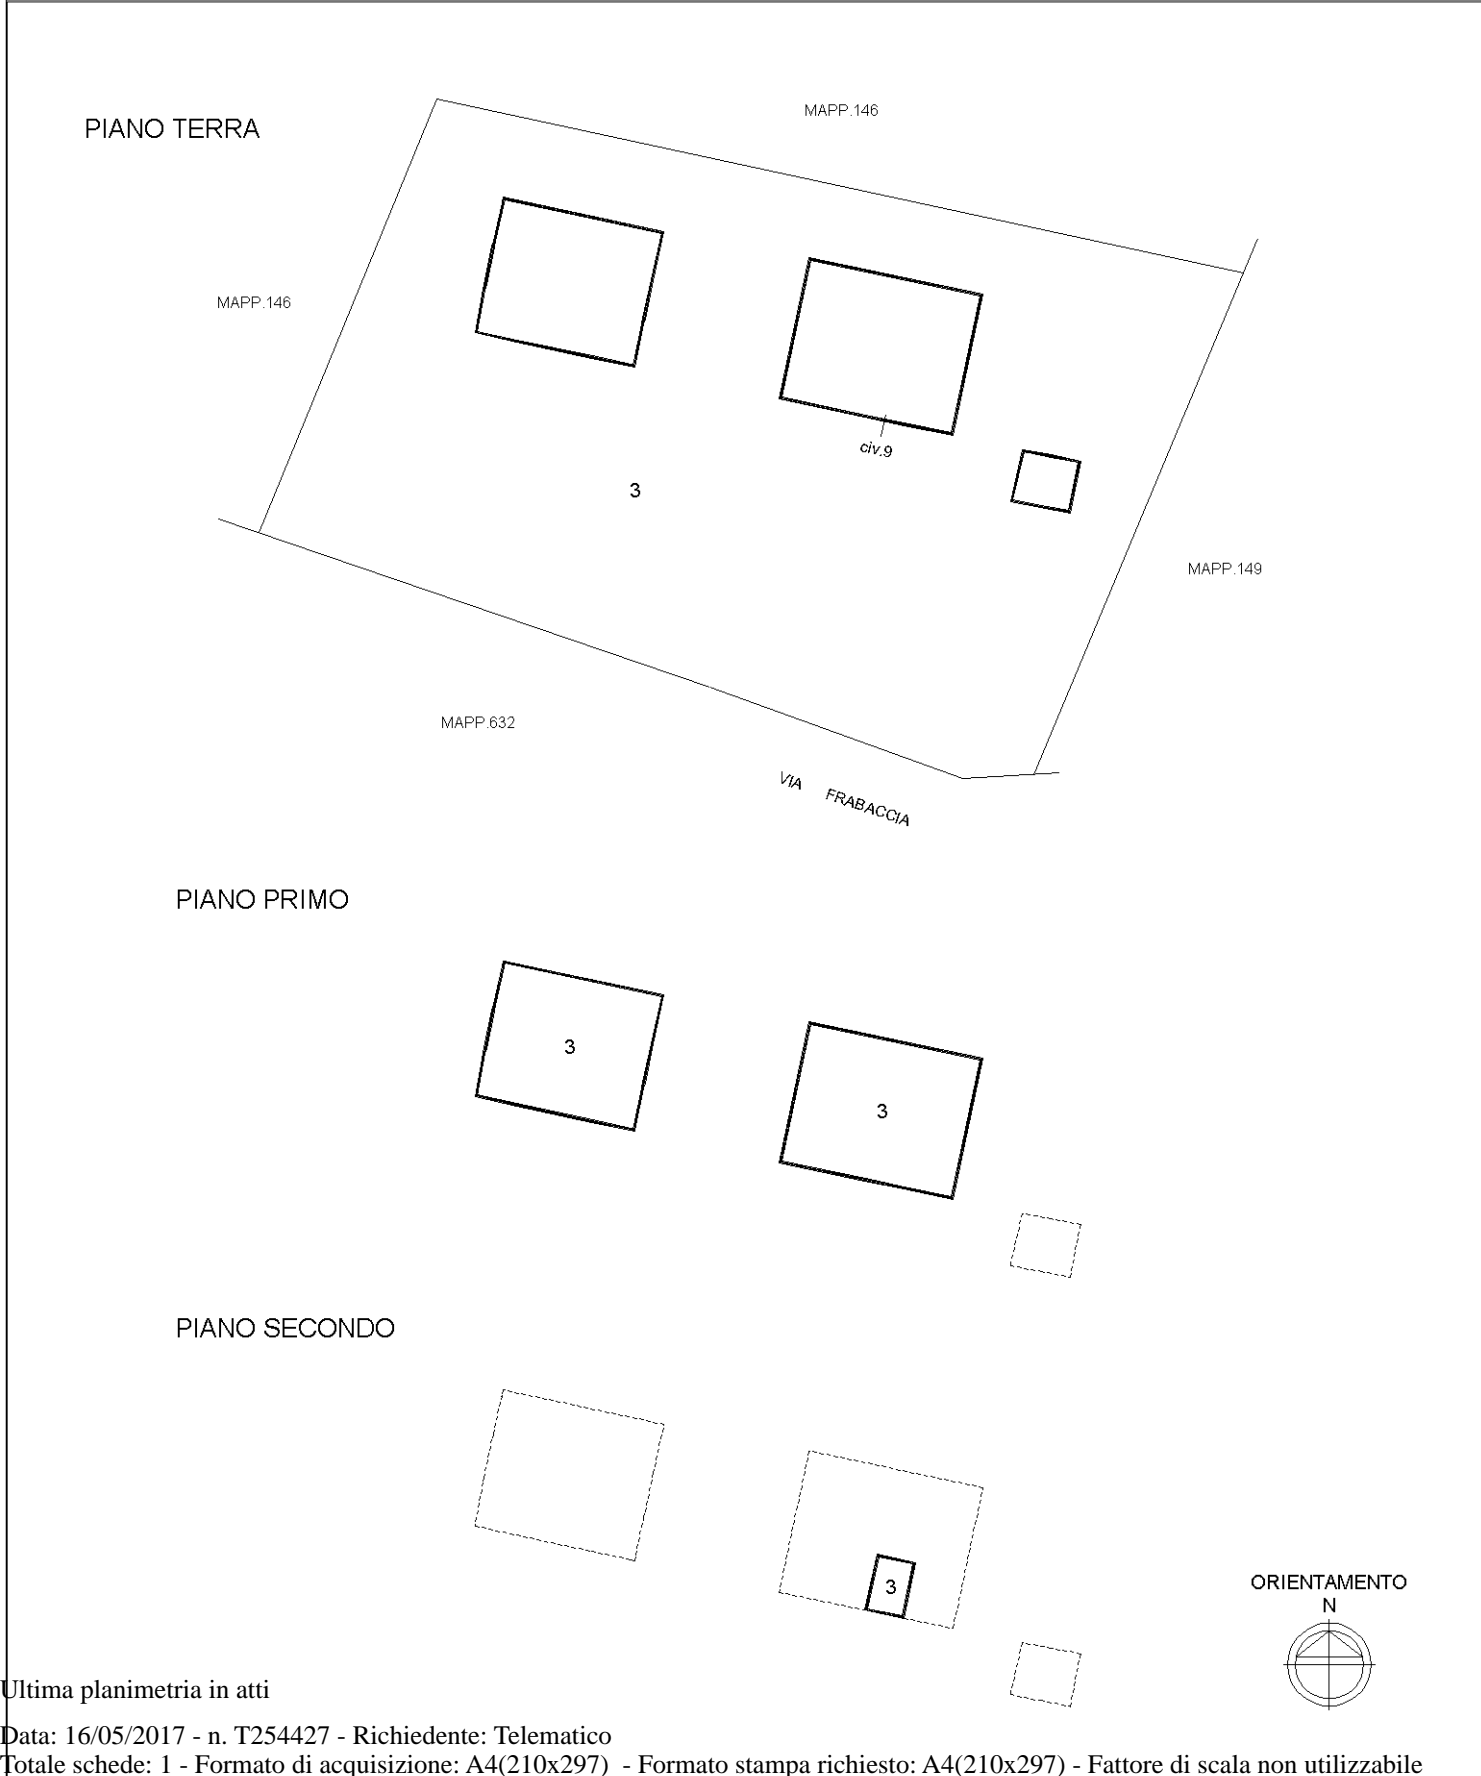 MAPP.146
PIANO TERRA
MAPP.146
civ.9
3
MAPP.149
MAPP.632
VIA FRABACCIA
PIANO PRIMO
3
3
PIANO SECONDO
3
ORIENTAMENTO
N
Ultima planimetria in atti
Data: 16/05/2017 - n. T254427 - Richiedente: Telematico
Totale schede: 1 - Formato di acquisizione: A4(210x297) - Formato stampa richiesto: A4(210x297) - Fattore di scala non utilizzabile